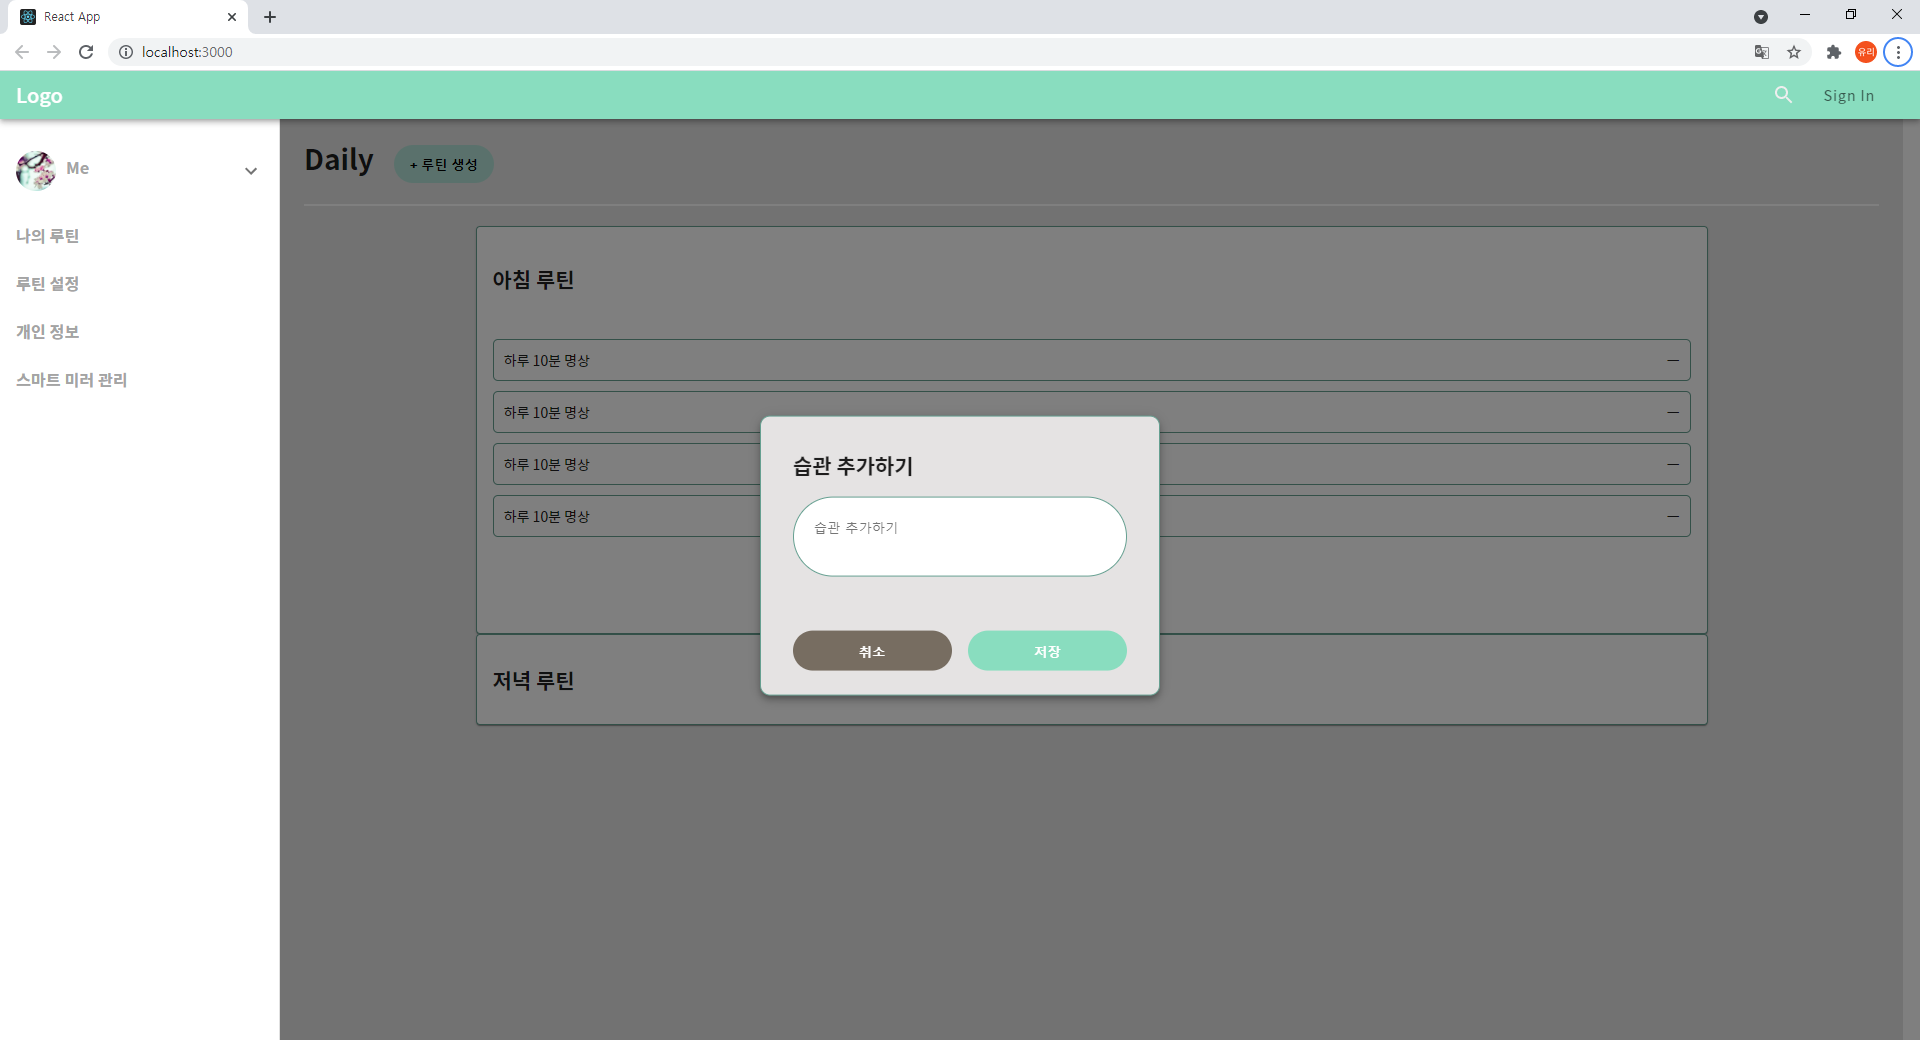 React App
localhost:3000
유리
Logo
Sign In
Me
나의 루틴
루틴 설정
개인 정보
스마트 미러 관리
Daily
+ 루틴 생성
아침 루틴
하루 10분 명상
하루 10분 명상
하루 10분 명상
하루 10분 명상
저녁 루틴
습관 추가하기
습관 추가하기
취소
저장